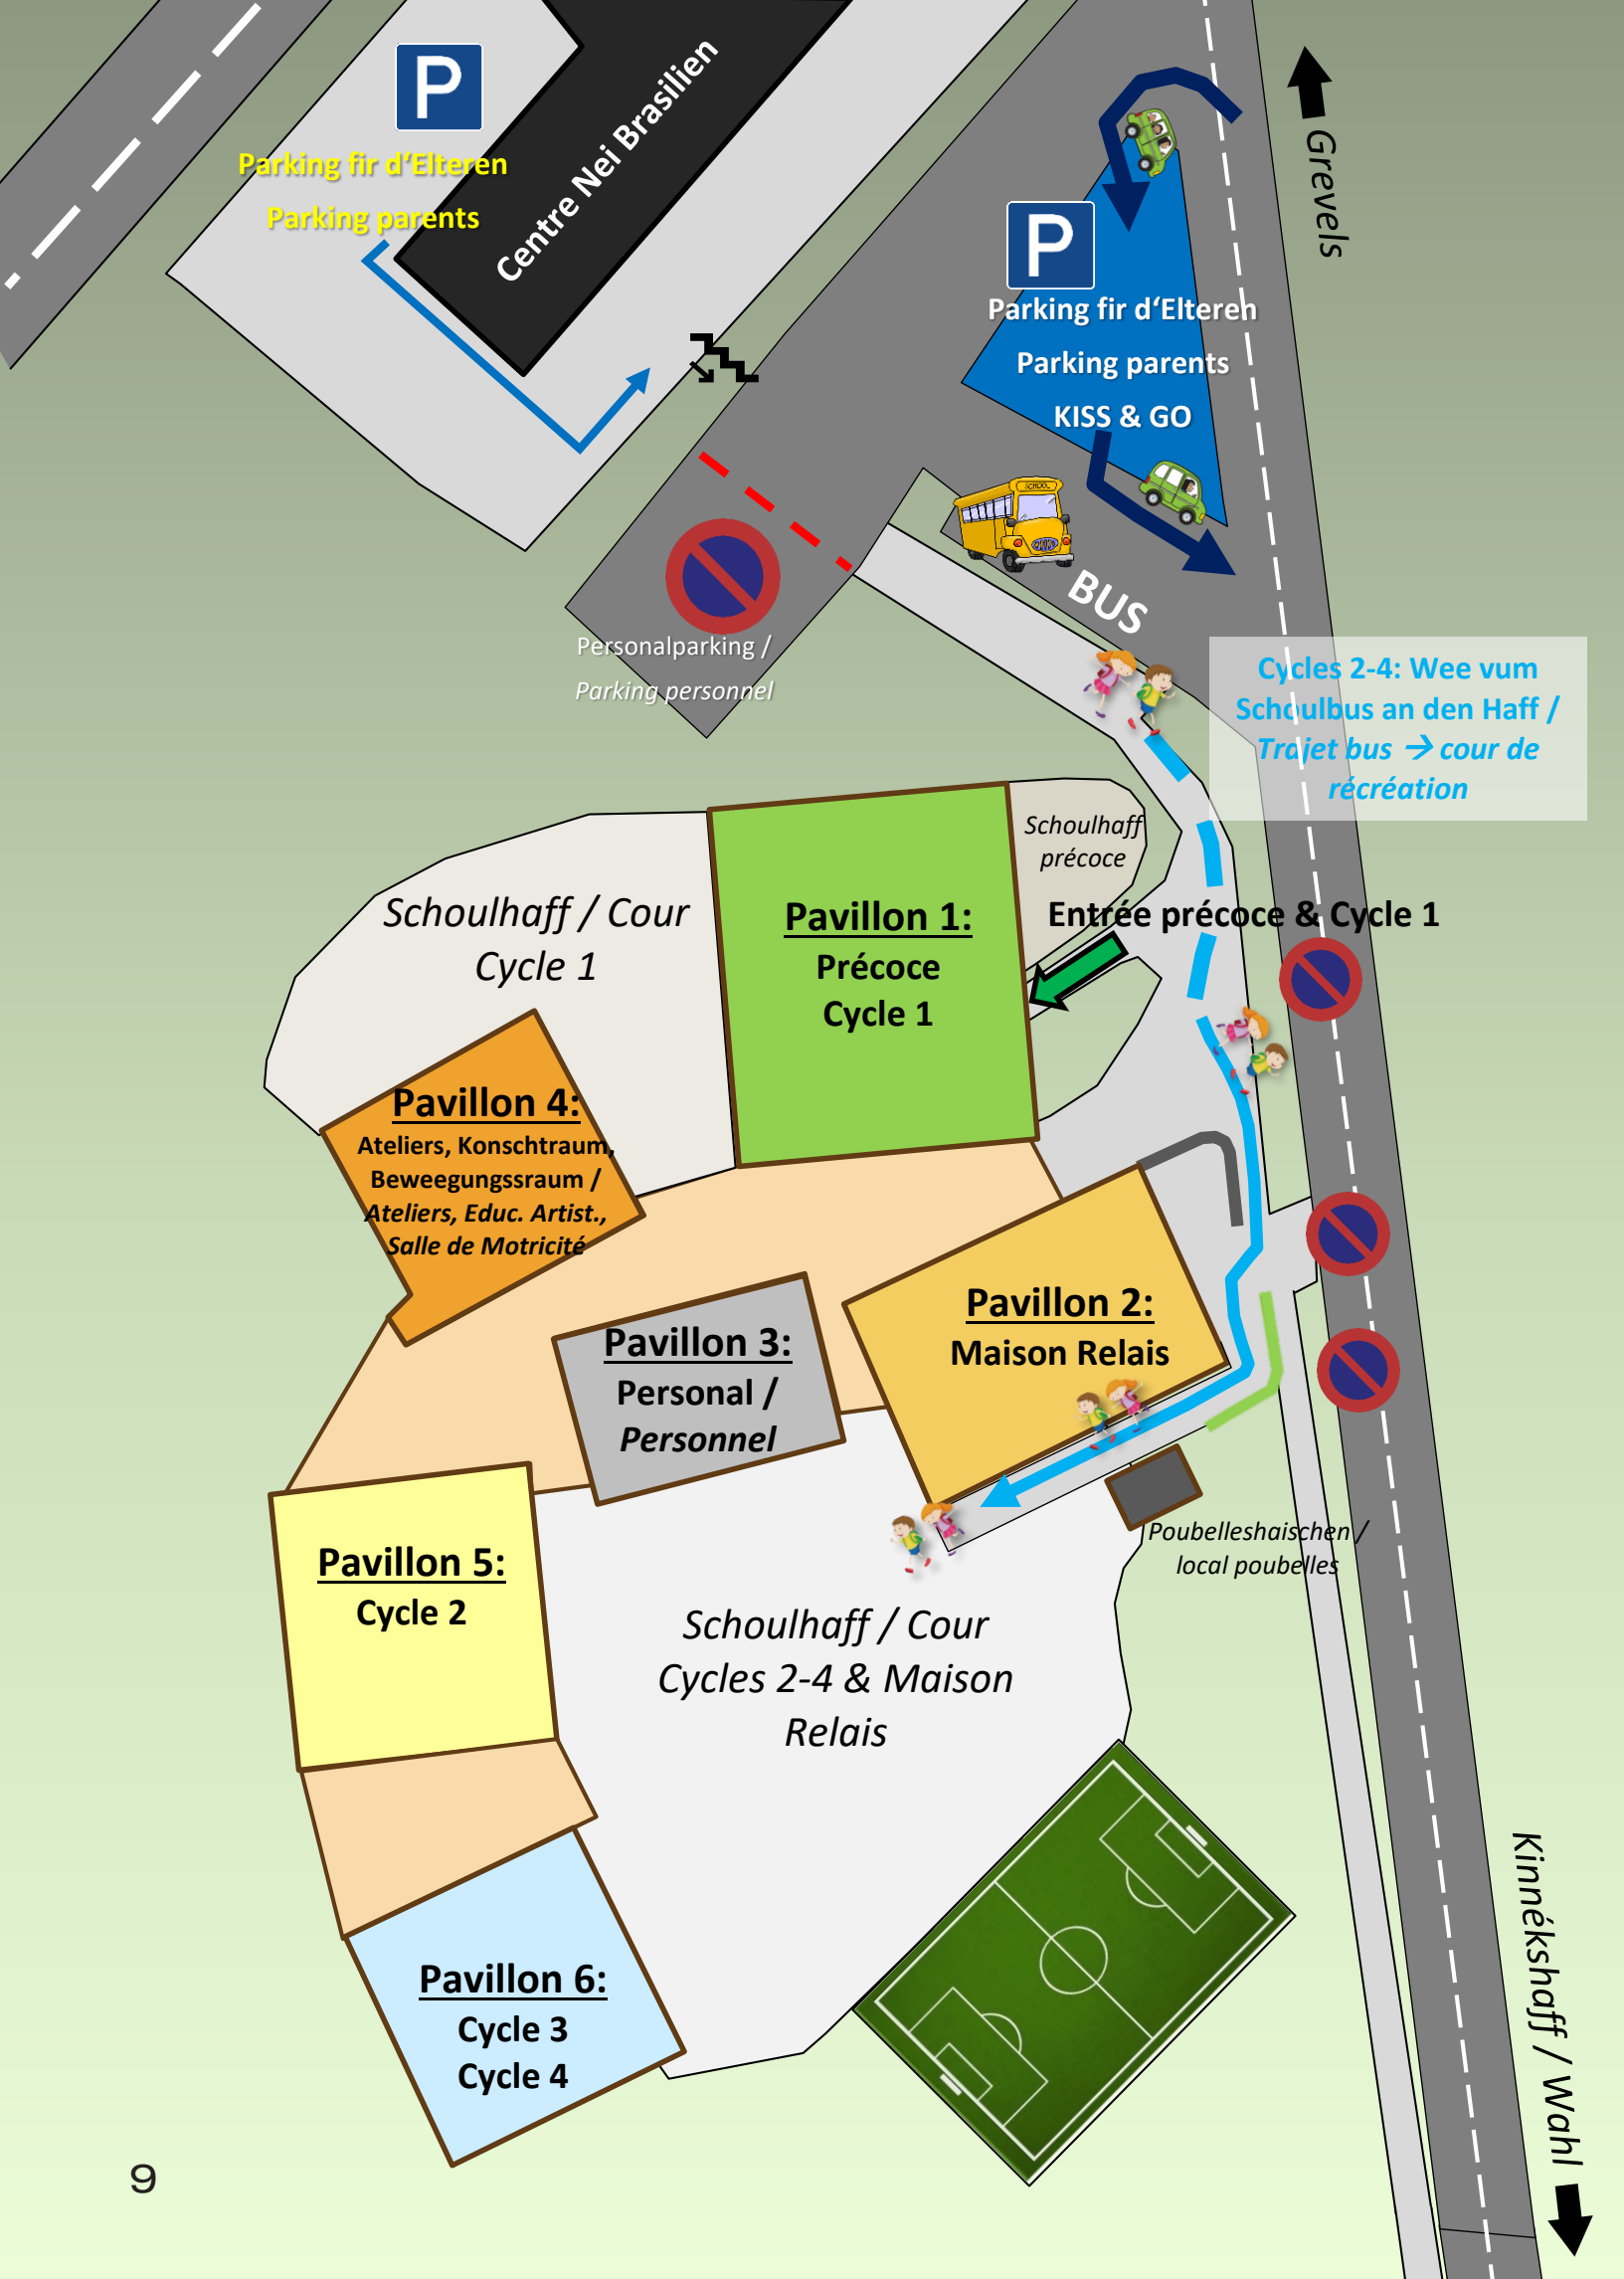 P
Parking fir d'Elteren
Parking parents
Centre Nei Brasilien
Grevels
P
Parking fir d‘Elteren
Parking parents
KISS & GO
SCHOOL
BUS
Personalparking /
Parking personnel
Cycles 2-4: Wee vum
Schoulbus an den Haff /
Trajet bus → cour de
récréation
Schoulhaff
précoce
Schoulhaff / Cour
Cycle 1
Pavillon 1:
Précoce
Cycle 1
Entrée précoce & Cycle 1
Pavillon 4:
Ateliers, Konschtraum,
Beweegungssraum /
Ateliers, Educ. Artist.,
Salle de Motricité
Pavillon 2:
Maison Relais
Pavillon 3:
Personal /
Personnel
Poubelleshaischen /
local poubelles
Pavillon 5:
Cycle 2
Schoulhaff / Cour
Cycles 2-4 & Maison
Relais
Pavillon 6:
Cycle 3
Cycle 4
Kinnékshaff / Wahl
9